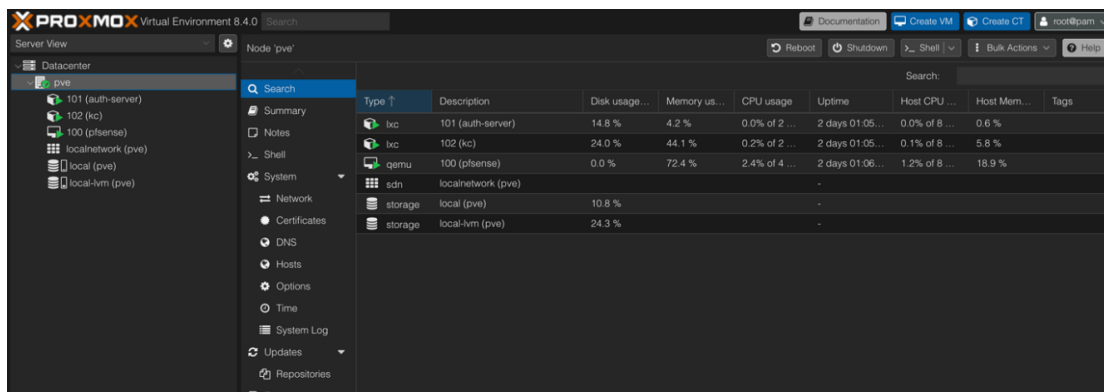 PROXMOX Virtual Environment 8.4.0 Search Documentation Create VM Create CT root@pam
Server View
Node 'pve' Reboot Shutdown >_ Shell Bulk Actions Help
Datacenter
pve
101 (auth-server)
102 (kc)
100 (pfsense)
localnetwork (pve)
local (pve)
local-lvm (pve)
Search
Summary
Notes
>_ Shell
System
Network
Certificates
DNS
Hosts
Options
Time
System Log
Updates
Repositories
Search:
Type ↑ Description Disk usage... Memory us... CPU usage Uptime Host CPU ... Host Mem... Tags
lxc 101 (auth-server) 14.8 % 4.2 % 0.0% of 2 ... 2 days 01:05... 0.0% of 8 ... 0.6 %
lxc 102 (kc) 24.0 % 44.1 % 0.2% of 2 ... 2 days 01:05... 0.1% of 8 ... 5.8 %
qemu 100 (pfsense) 0.0 % 72.4 % 2.4% of 4 ... 2 days 01:06... 1.2% of 8 ... 18.9 %
sdn localnetwork (pve) -
storage local (pve) 10.8 % -
storage local-lvm (pve) 24.3 % -